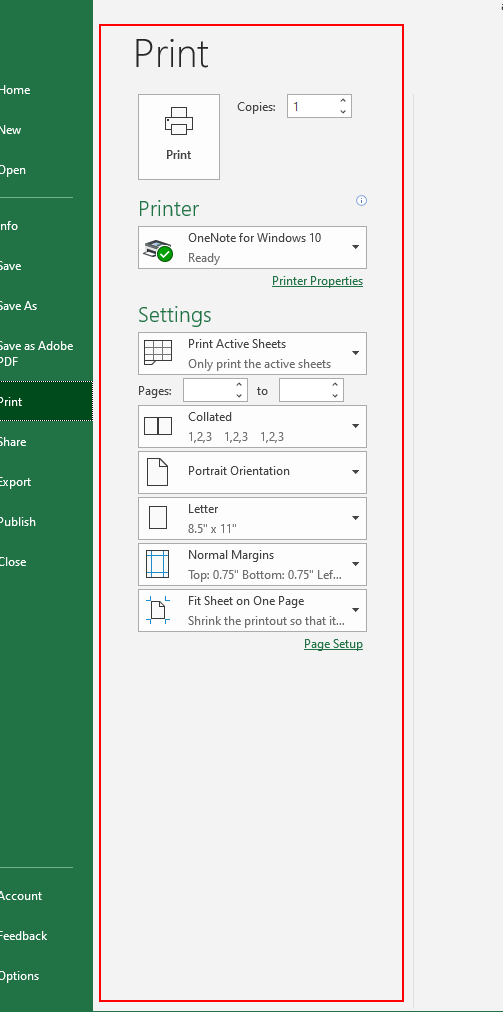 Home
New
Open
Info
Save
Save As
Save as Adobe
PDF
Print
Share
Export
Publish
Close
Account
Feedback
Options
Print
Print
Copies: 1
Printer
OneNote for Windows 10
Ready
Printer Properties
Settings
Print Active Sheets
Only print the active sheets
Pages: to
Collated
1,2,3 1,2,3 1,2,3
Portrait Orientation
Letter
8.5" x 11"
Normal Margins
Top: 0.75" Bottom: 0.75" Lef...
Fit Sheet on One Page
Shrink the printout so that it...
Page Setup